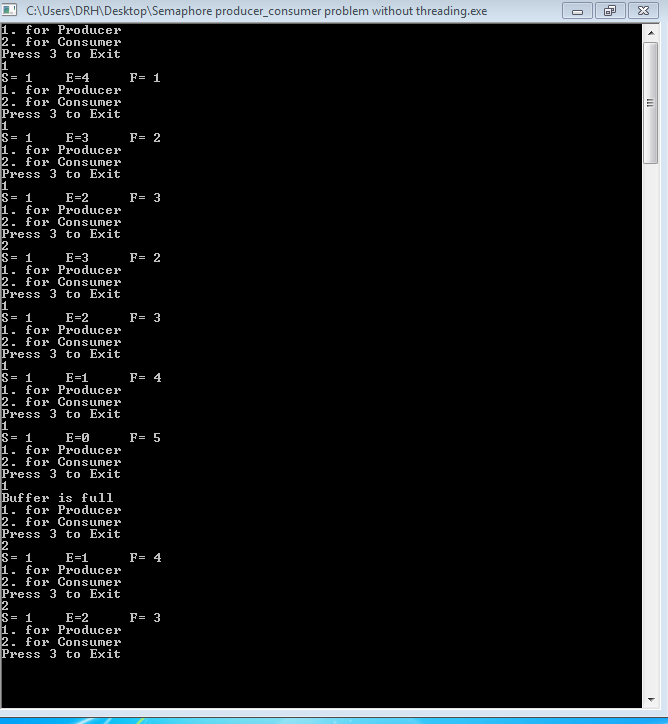 C:\Users\DRH\Desktop\Semaphore producer_consumer problem without threading.exe
1. for Producer
2. for Consumer
Press 3 to Exit
1
S= 1 E=4 F= 1
1. for Producer
2. for Consumer
Press 3 to Exit
1
S= 1 E=3 F= 2
1. for Producer
2. for Consumer
Press 3 to Exit
1
S= 1 E=2 F= 3
1. for Producer
2. for Consumer
Press 3 to Exit
2
S= 1 E=3 F= 2
1. for Producer
2. for Consumer
Press 3 to Exit
1
S= 1 E=2 F= 3
1. for Producer
2. for Consumer
Press 3 to Exit
1
S= 1 E=1 F= 4
1. for Producer
2. for Consumer
Press 3 to Exit
1
S= 1 E=0 F= 5
1. for Producer
2. for Consumer
Press 3 to Exit
1
Buffer is full
1. for Producer
2. for Consumer
Press 3 to Exit
2
S= 1 E=1 F= 4
1. for Producer
2. for Consumer
Press 3 to Exit
2
S= 1 E=2 F= 3
1. for Producer
2. for Consumer
Press 3 to Exit